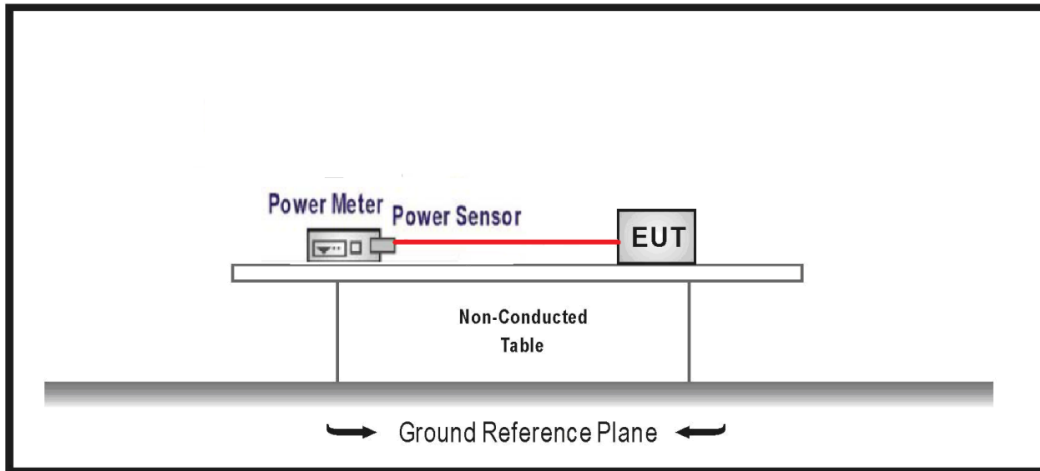 Power Meter
Power Sensor
EUT
Non-Conducted
Table
Ground Reference Plane